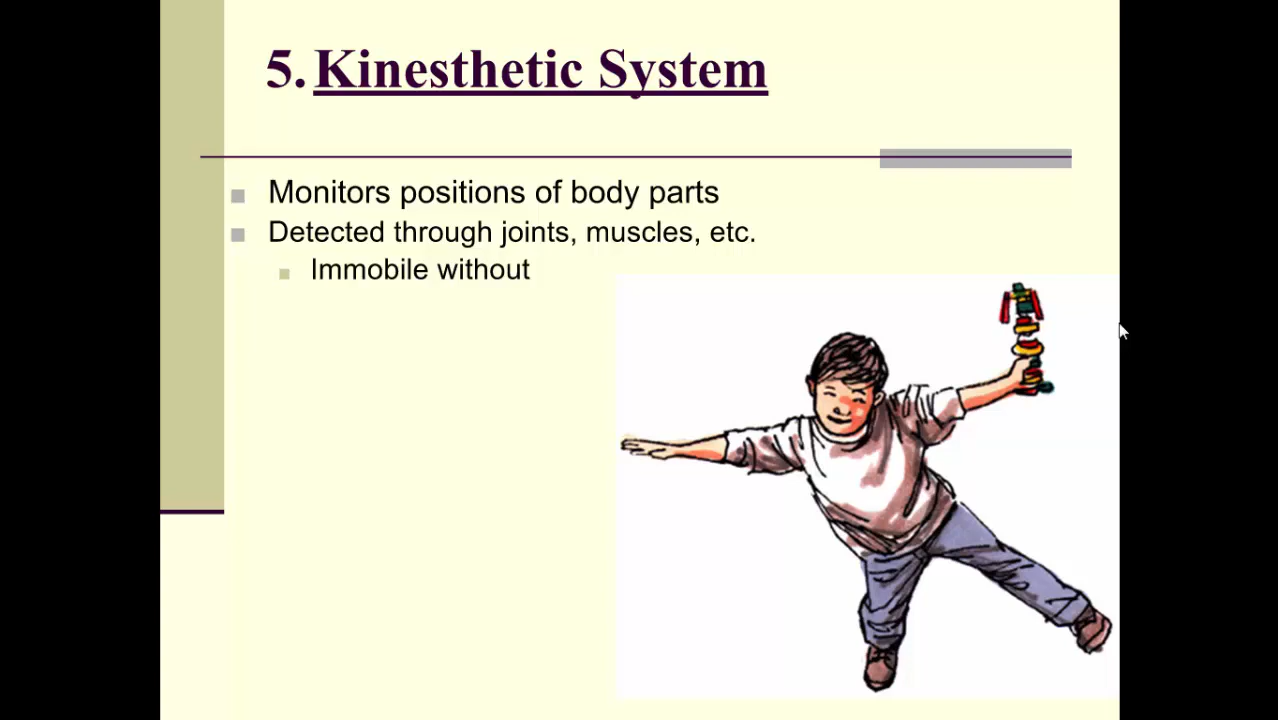 5. Kinesthetic System
Monitors positions of body parts
Detected through joints, muscles, etc.
Immobile without